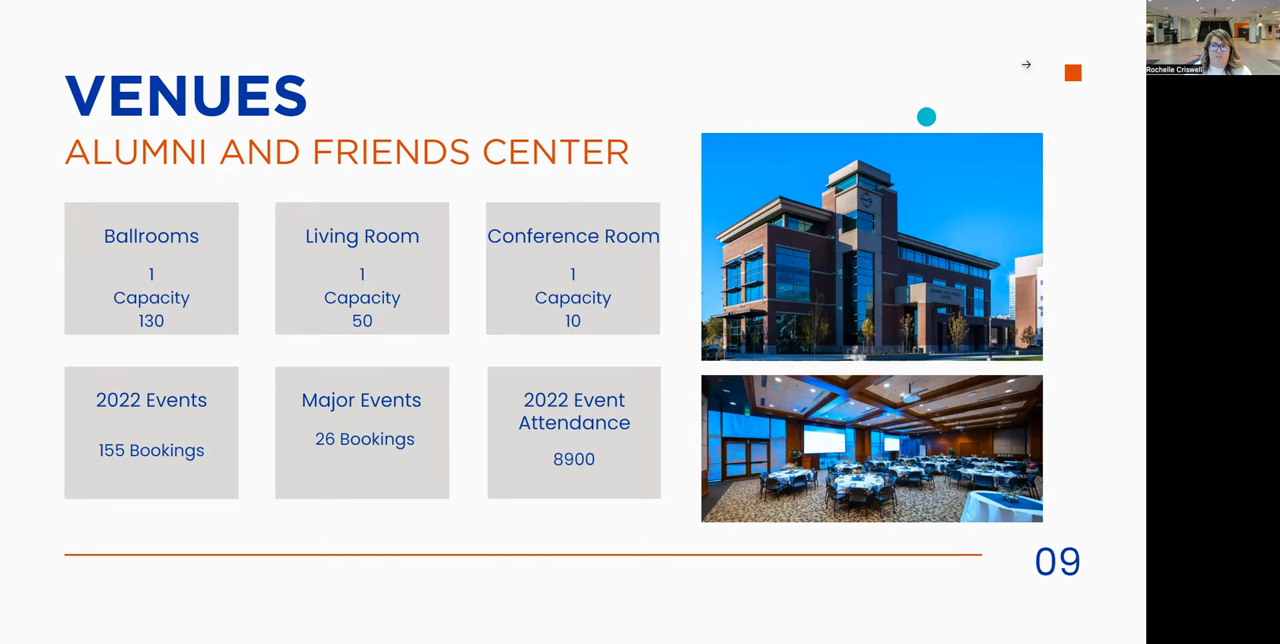 VENUES
ALUMNI AND FRIENDS CENTER
Ballrooms
1
Capacity
130
Living Room
1
Capacity
50
Conference Room
1
Capacity
10
2022 Events
155 Bookings
Major Events
26 Bookings
2022 Event
Attendance
8900
09
Rochelle Criswell